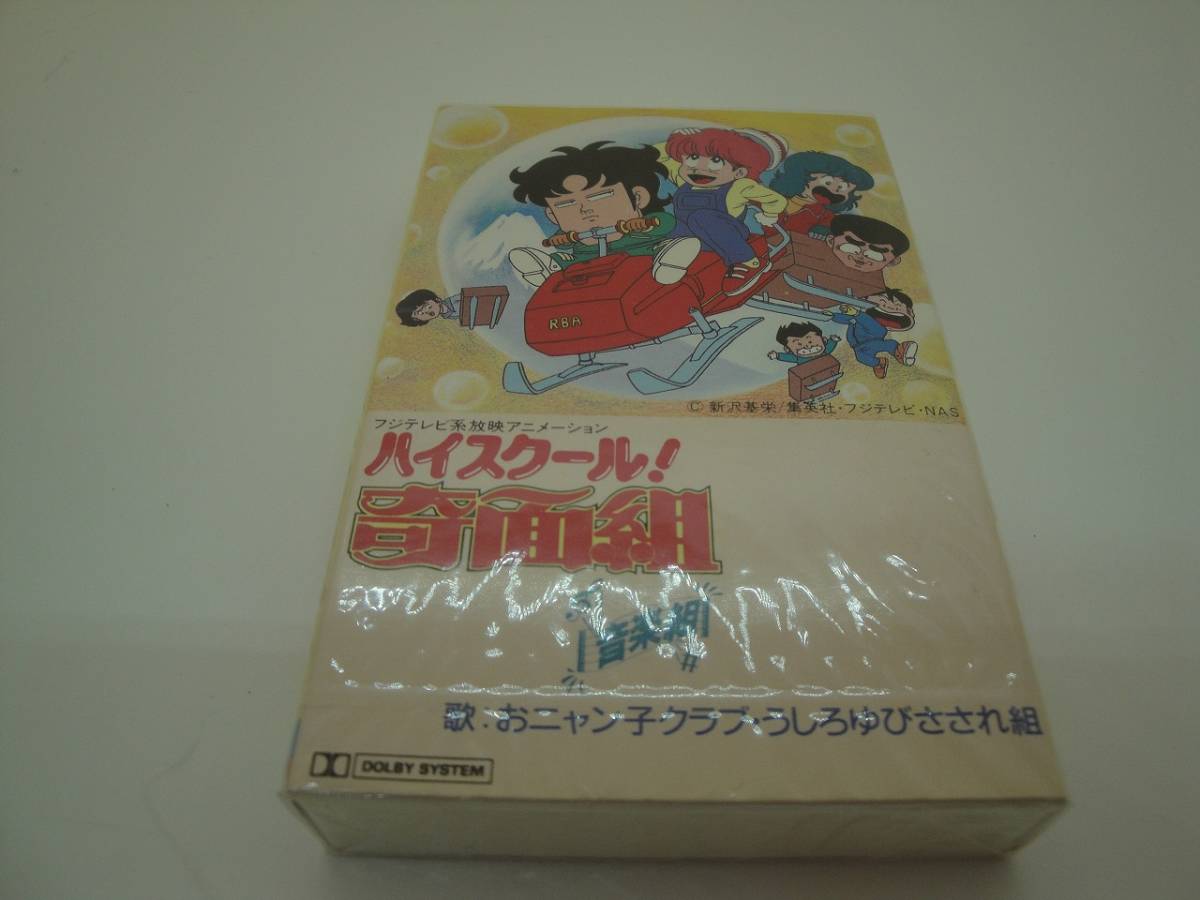 RBA
© 新沢基栄/集英社・フジテレビ・NAS
フジテレビ系放映アニメーション
ハイスクール!
奇面組
音楽組
歌:おニャン子クラブ・うしろゆびさされ組
DOLBY SYSTEM